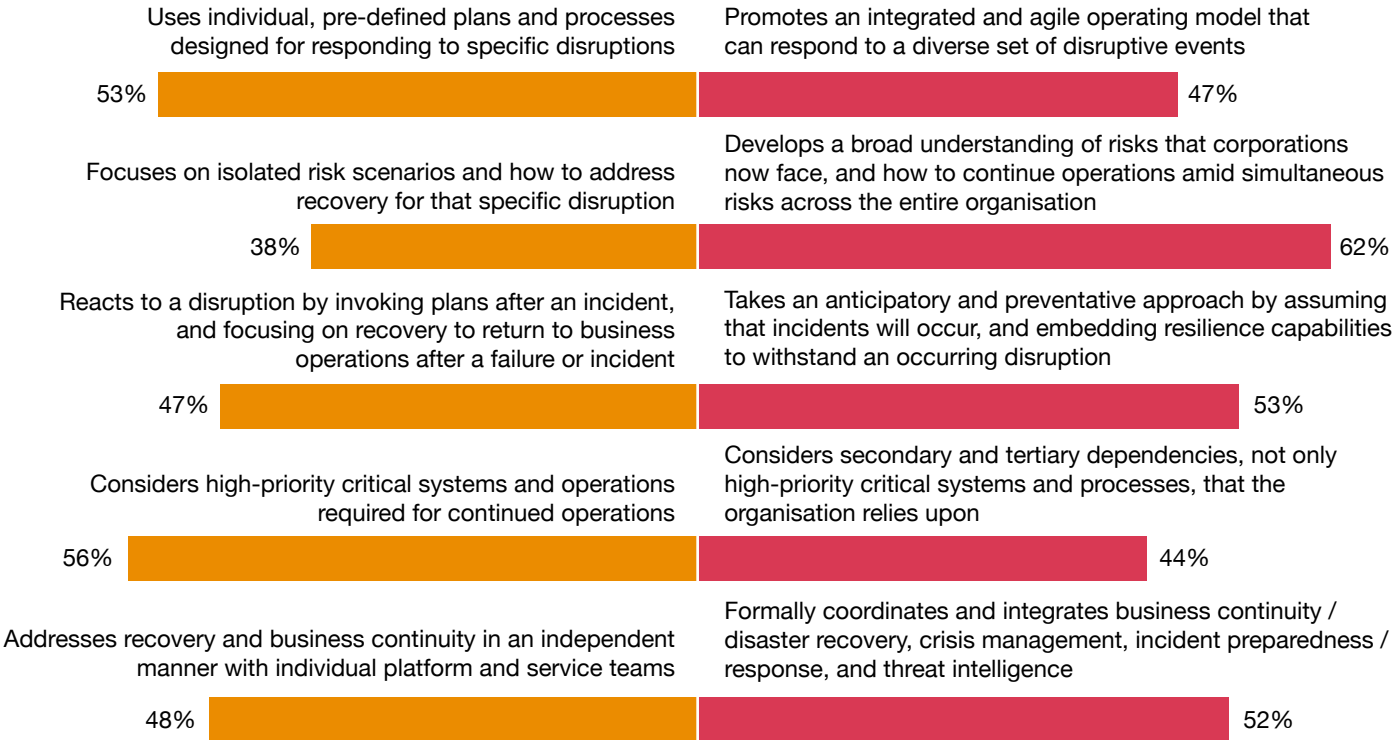 Uses individual, pre-defined plans and processes
designed for responding to specific disruptions
Promotes an integrated and agile operating model that
can respond to a diverse set of disruptive events
53%
47%
Focuses on isolated risk scenarios and how to address
recovery for that specific disruption
Develops a broad understanding of risks that corporations
now face, and how to continue operations amid simultaneous
risks across the entire organisation
38%
62%
Reacts to a disruption by invoking plans after an incident,
and focusing on recovery to return to business
operations after a failure or incident
Takes an anticipatory and preventative approach by assuming
that incidents will occur, and embedding resilience capabilities
to withstand an occurring disruption
47%
53%
Considers high-priority critical systems and operations
required for continued operations
Considers secondary and tertiary dependencies, not only
high-priority critical systems and processes, that the
organisation relies upon
56%
44%
Addresses recovery and business continuity in an independent
manner with individual platform and service teams
Formally coordinates and integrates business continuity /
disaster recovery, crisis management, incident preparedness /
response, and threat intelligence
48%
52%